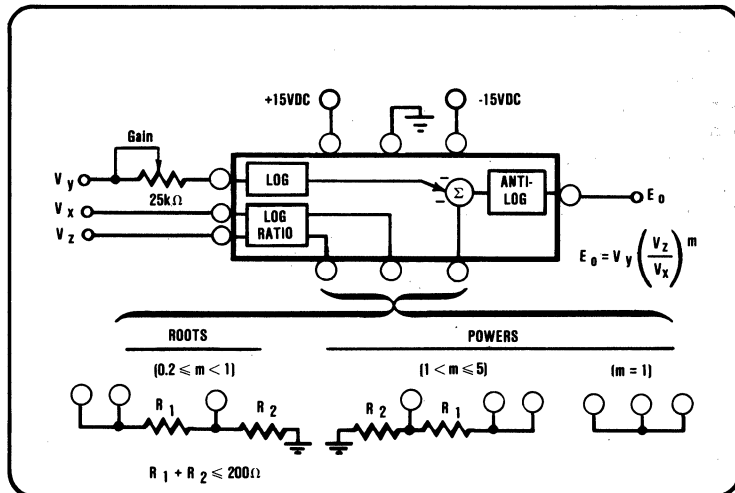 +15VDC
-15VDC
Gain
V y
25kΩ
V x
V z
LOG
LOG
RATIO
−
−
Σ
ANTI-
LOG
E o
E o = V y ( V z / V x ) m
ROOTS
POWERS
(0.2 ≤ m < 1)
(1 < m ≤ 5)
(m = 1)
R 1
R 2
R 2
R 1
R 1 + R 2 ≤ 200Ω